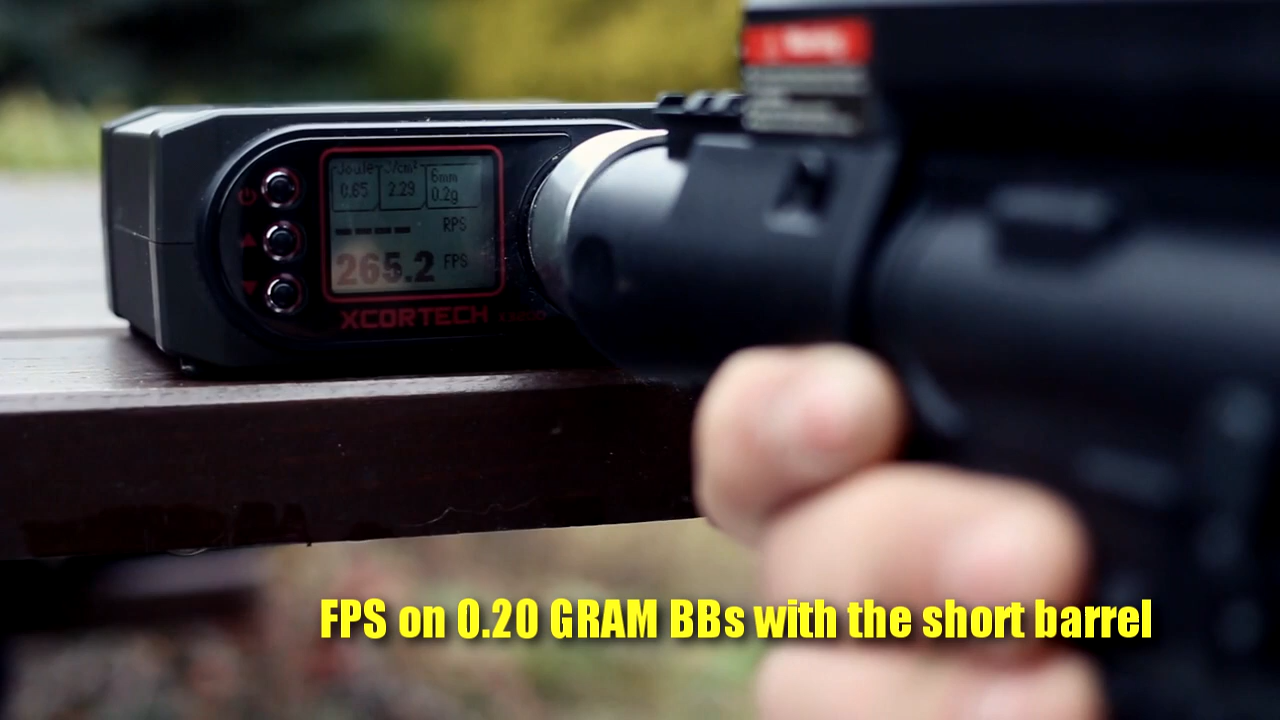 Joule J/cm² 6mm
0.65 2.29 0.2g
---- RPS
265.2 FPS
XCORTECH
FPS on 0.20 GRAM BBs with the short barrel